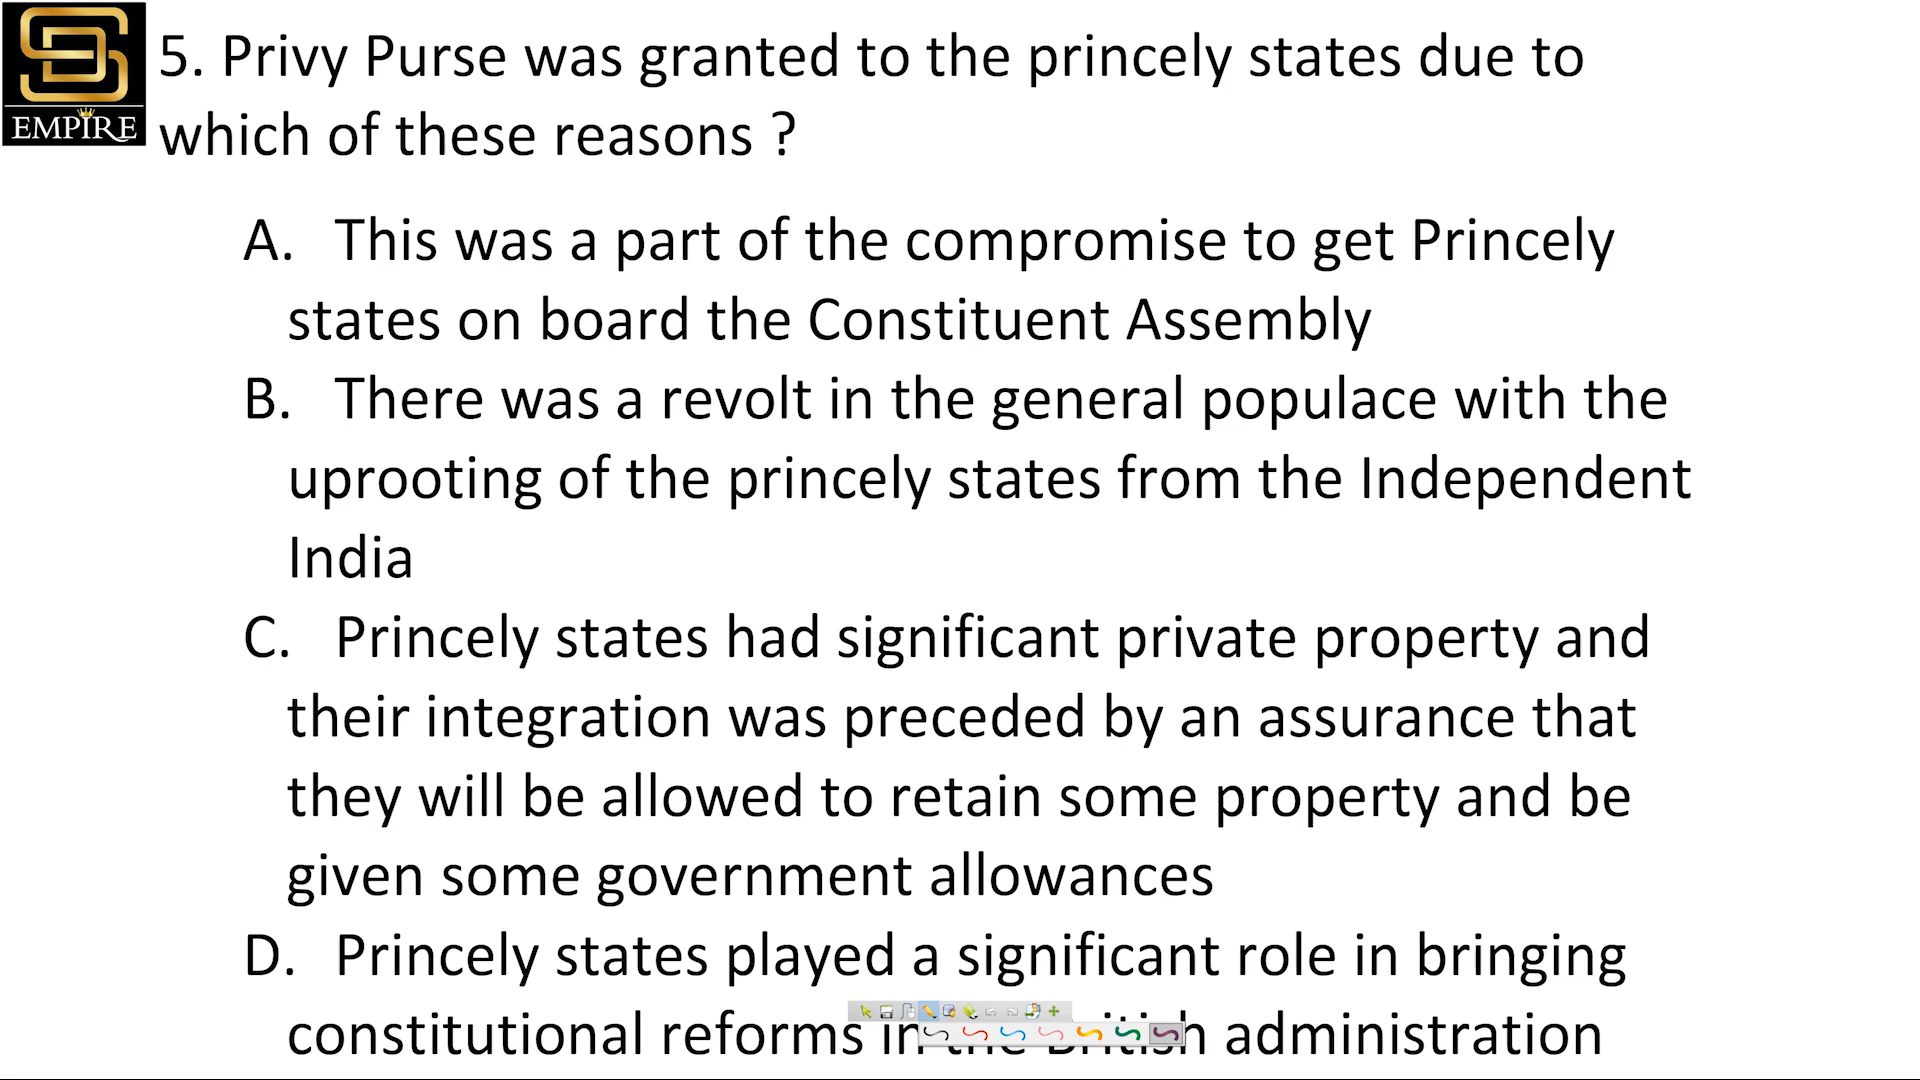 EMPIRE
5. Privy Purse was granted to the princely states due to
which of these reasons ?
A. This was a part of the compromise to get Princely
states on board the Constituent Assembly
B. There was a revolt in the general populace with the
uprooting of the princely states from the Independent
India
C. Princely states had significant private property and
their integration was preceded by an assurance that
they will be allowed to retain some property and be
given some government allowances
D. Princely states played a significant role in bringing
constitutional reforms in the British administration